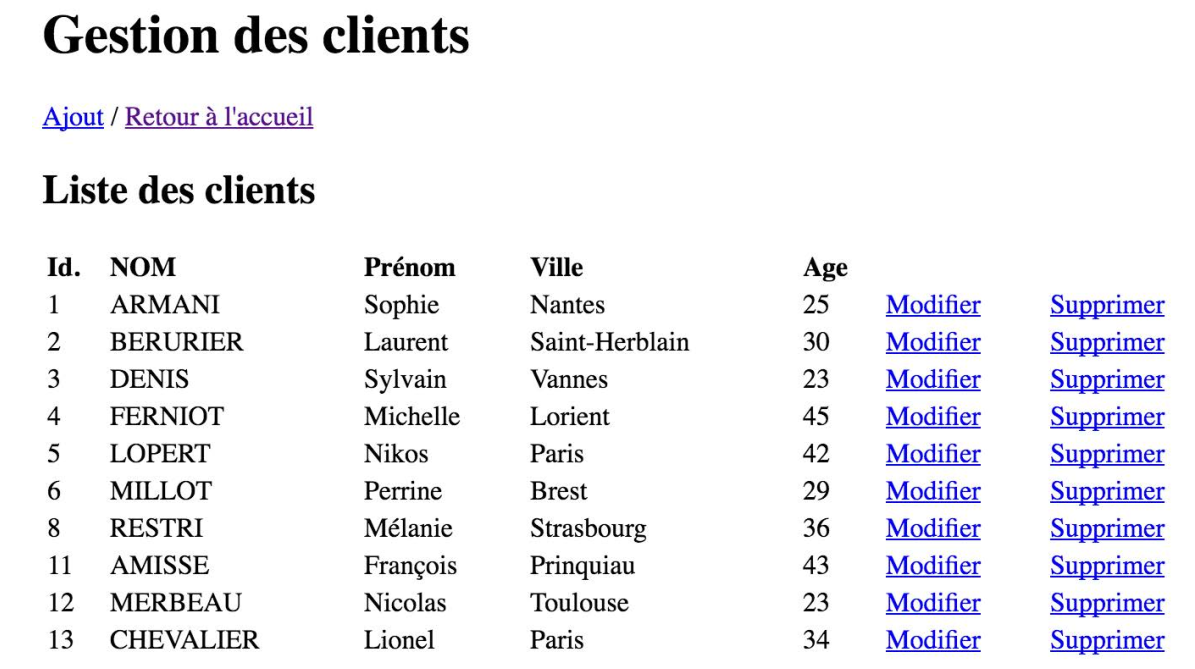 Gestion des clients
Ajout / Retour à l'accueil
Liste des clients
Id. NOM Prénom Ville Age
1 ARMANI Sophie Nantes 25 Modifier Supprimer
2 BERURIER Laurent Saint-Herblain 30 Modifier Supprimer
3 DENIS Sylvain Vannes 23 Modifier Supprimer
4 FERNIOT Michelle Lorient 45 Modifier Supprimer
5 LOPERT Nikos Paris 42 Modifier Supprimer
6 MILLOT Perrine Brest 29 Modifier Supprimer
8 RESTRI Mélanie Strasbourg 36 Modifier Supprimer
11 AMISSE François Prinquiau 43 Modifier Supprimer
12 MERBEAU Nicolas Toulouse 23 Modifier Supprimer
13 CHEVALIER Lionel Paris 34 Modifier Supprimer